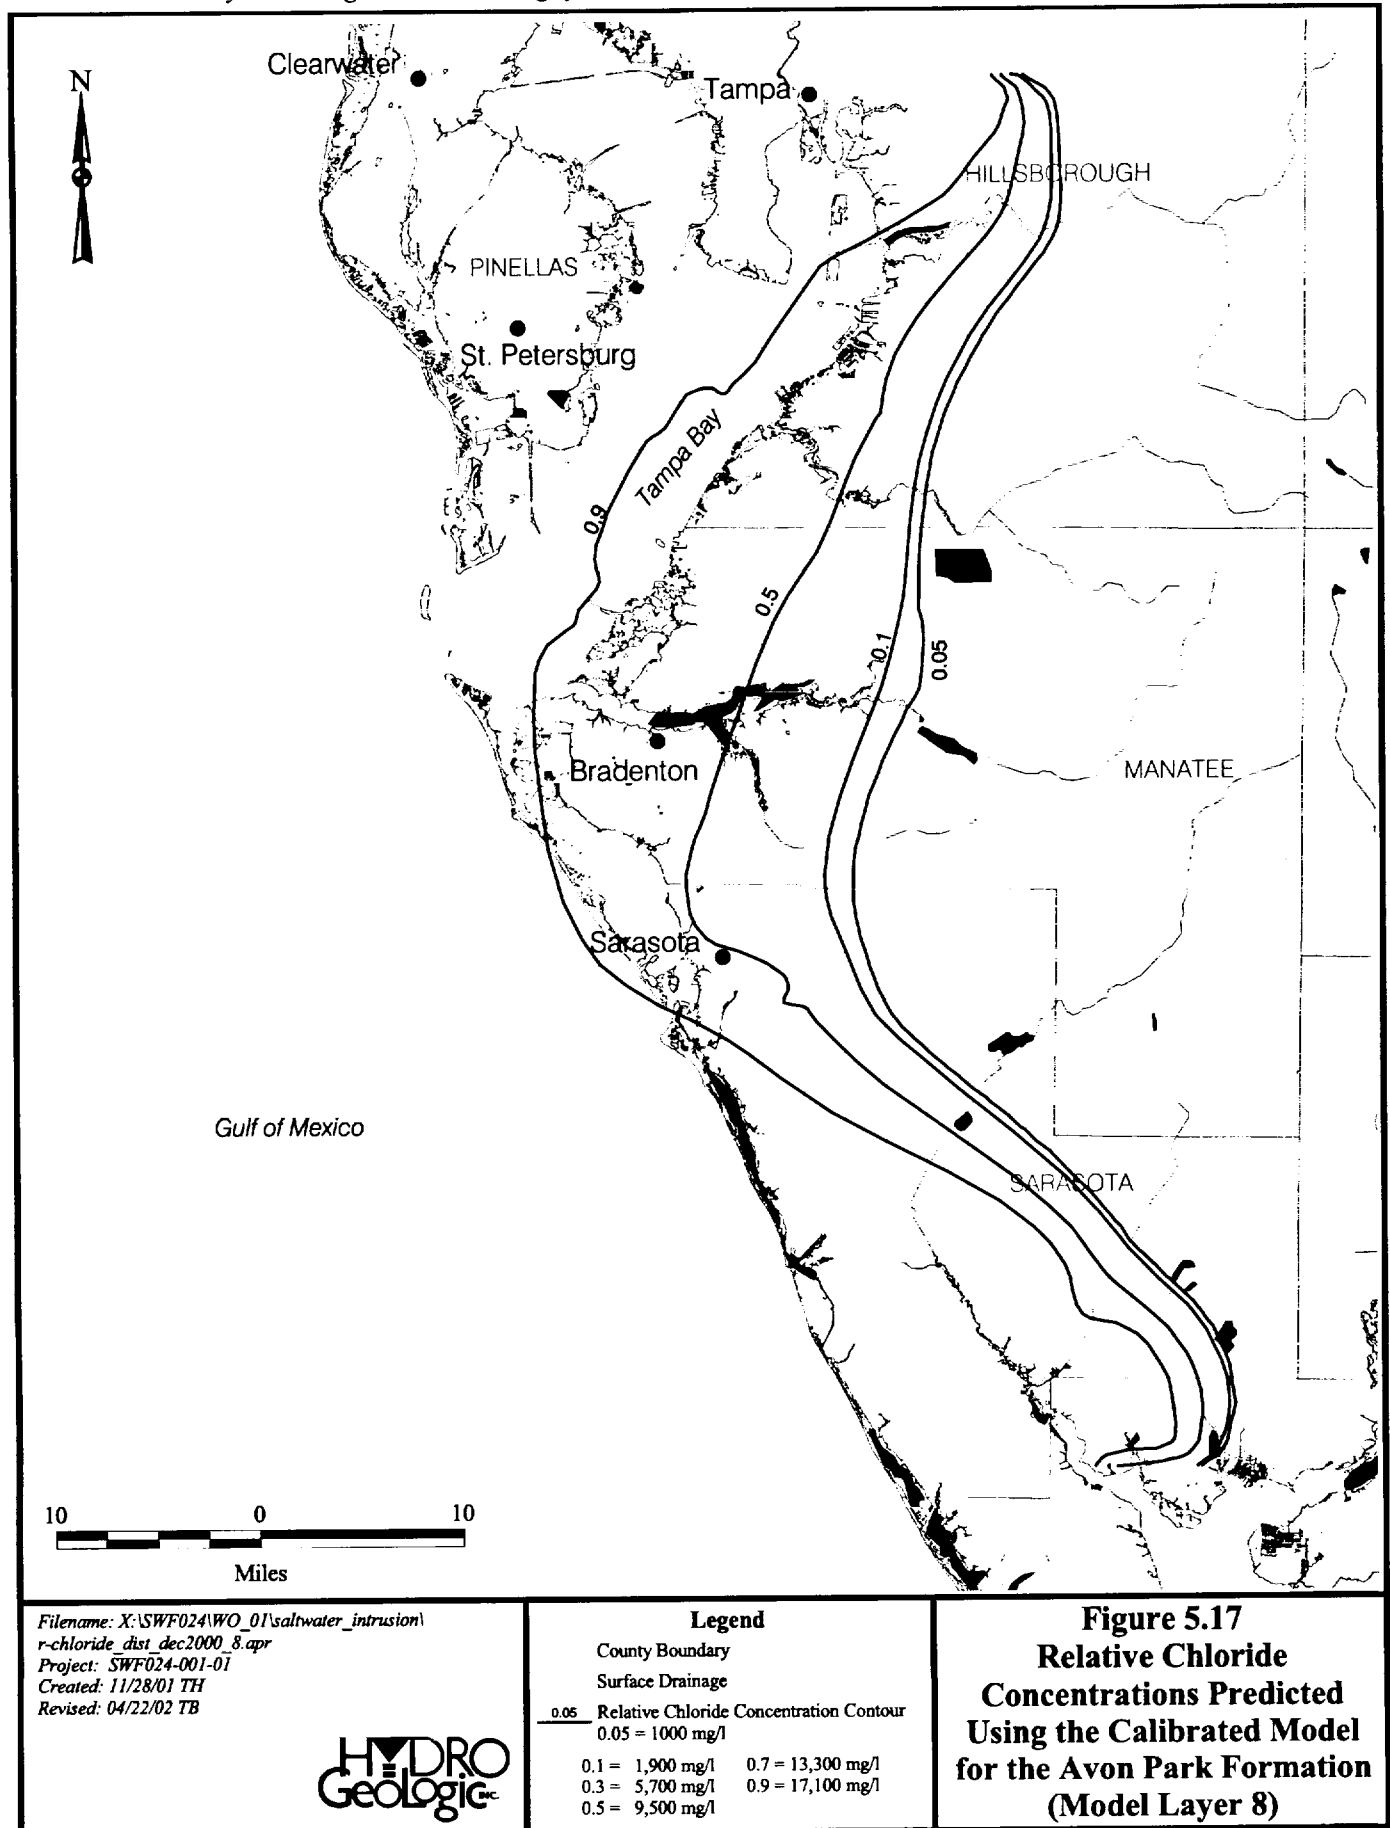 N
Clearwater
Tampa
HILLSBOROUGH
PINELLAS
St. Petersburg
Tampa Bay
0.9
0.5
0.1
0.05
MANATEE
Bradenton
Sarasota
Gulf of Mexico
SARASOTA
10 0 10
Miles
Filename: X:\SWF024\WO_01\saltwater_intrusion\
r-chloride_dist_dec2000_8.apr
Project: SWF024-001-01
Created: 11/28/01 TH
Revised: 04/22/02 TB
HYDRO
GeoLogic INC.
Legend
County Boundary
Surface Drainage
0.05 Relative Chloride Concentration Contour
0.05 = 1000 mg/l
0.1 = 1,900 mg/l 0.7 = 13,300 mg/l
0.3 = 5,700 mg/l 0.9 = 17,100 mg/l
0.5 = 9,500 mg/l
Figure 5.17
Relative Chloride
Concentrations Predicted
Using the Calibrated Model
for the Avon Park Formation
(Model Layer 8)